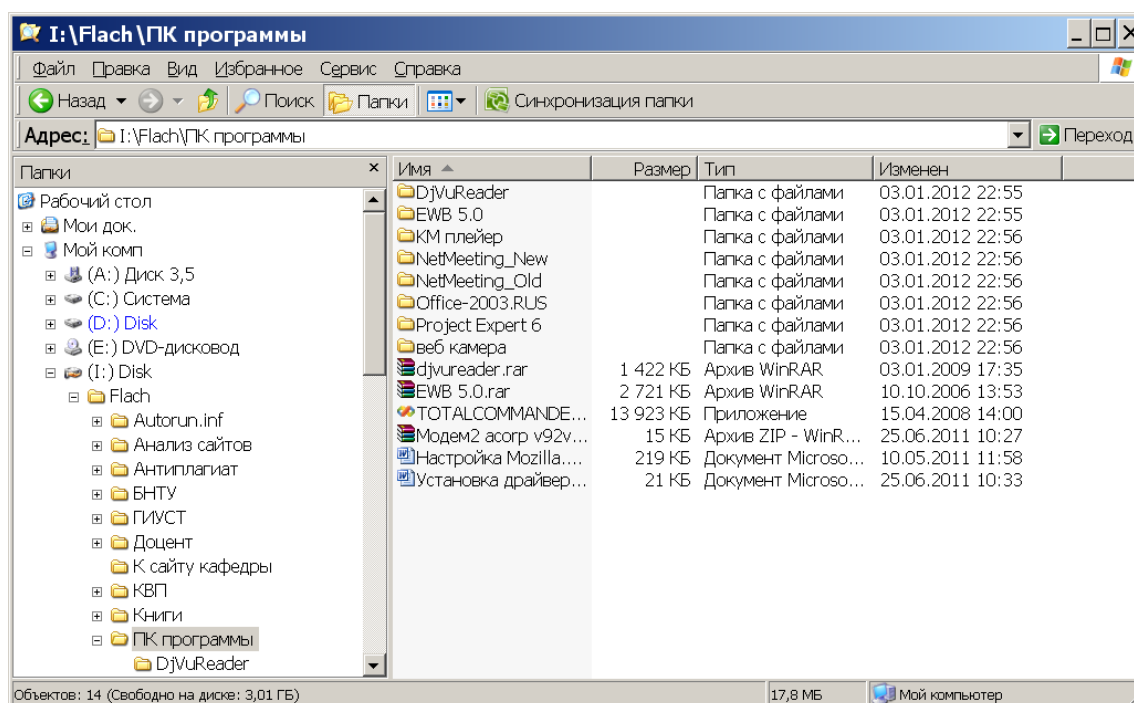 I:\Flach\ПК программы
Файл Правка Вид Избранное Сервис Справка
Назад Поиск Папки Синхронизация папки
Адрес: I:\Flach\ПК программы Переход
Папки × Имя Размер Тип Изменен
Рабочий стол
Мои док.
Мой комп
(A:) Диск 3,5
(C:) Система
(D:) Disk
(E:) DVD-дисковод
(I:) Disk
Flach
Autorun.inf
Анализ сайтов
Антиплагиат
БНТУ
ГИУСТ
Доцент
К сайту кафедры
КВП
Книги
ПК программы
DjVuReader
DjVuReader Папка с файлами 03.01.2012 22:55
EWB 5.0 Папка с файлами 03.01.2012 22:55
КМ плейер Папка с файлами 03.01.2012 22:56
NetMeeting_New Папка с файлами 03.01.2012 22:56
NetMeeting_Old Папка с файлами 03.01.2012 22:56
Office-2003.RUS Папка с файлами 03.01.2012 22:56
Project Expert 6 Папка с файлами 03.01.2012 22:56
веб камера Папка с файлами 03.01.2012 22:56
djvureader.rar 1 422 КБ Архив WinRAR 03.01.2009 17:35
EWB 5.0.rar 2 721 КБ Архив WinRAR 10.10.2006 13:53
TOTALCOMMANDE... 13 923 КБ Приложение 15.04.2008 14:00
Модем2 acorp v92v... 15 КБ Архив ZIP - WinR... 25.06.2011 10:27
Настройка Mozilla.... 219 КБ Документ Microso... 10.05.2011 11:58
Установка драйвер... 21 КБ Документ Microso... 25.06.2011 10:33
Объектов: 14 (Свободно на диске: 3,01 ГБ) 17,8 МБ Мой компьютер